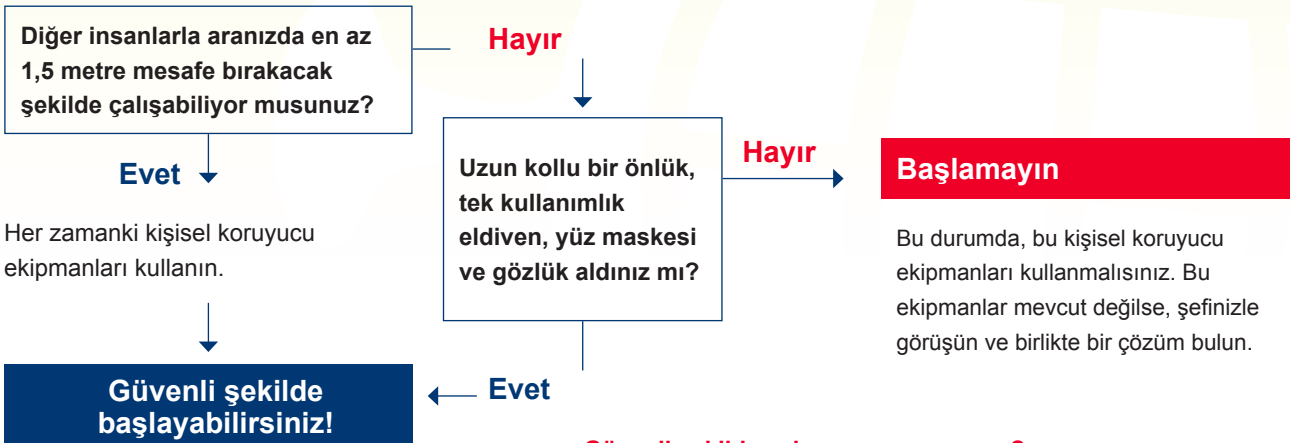 Diğer insanlarla aranızda en az
1,5 metre mesafe bırakacak
şekilde çalışabiliyor musunuz?
Hayır
Evet
Her zamanki kişisel koruyucu
ekipmanları kullanın.
Uzun kollu bir önlük,
tek kullanımlık
eldiven, yüz maskesi
ve gözlük aldınız mı?
Hayır
Başlamayın
Bu durumda, bu kişisel koruyucu
ekipmanları kullanmalısınız. Bu
ekipmanlar mevcut değilse, şefinizle
görüşün ve birlikte bir çözüm bulun.
Evet
Güvenli şekilde
başlayabilirsiniz!